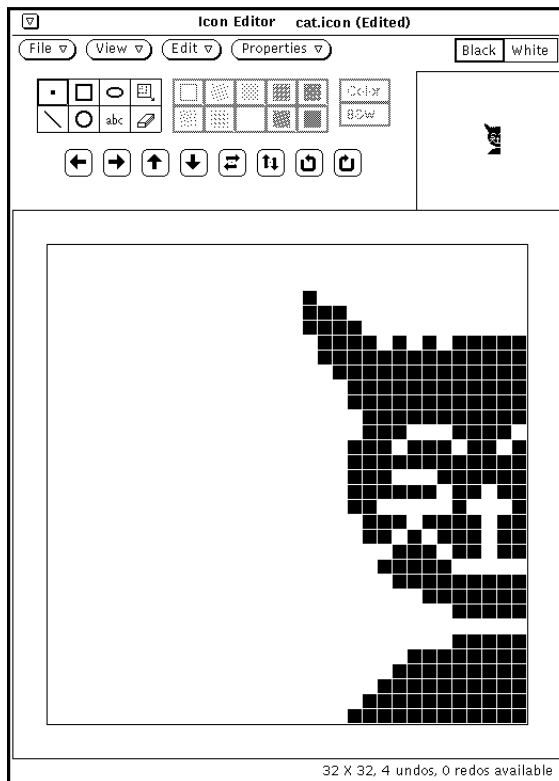 Icon Editor cat.icon (Edited)
File View Edit Properties Black White
Color
abc B&W
32 X 32, 4 undos, 0 redos available